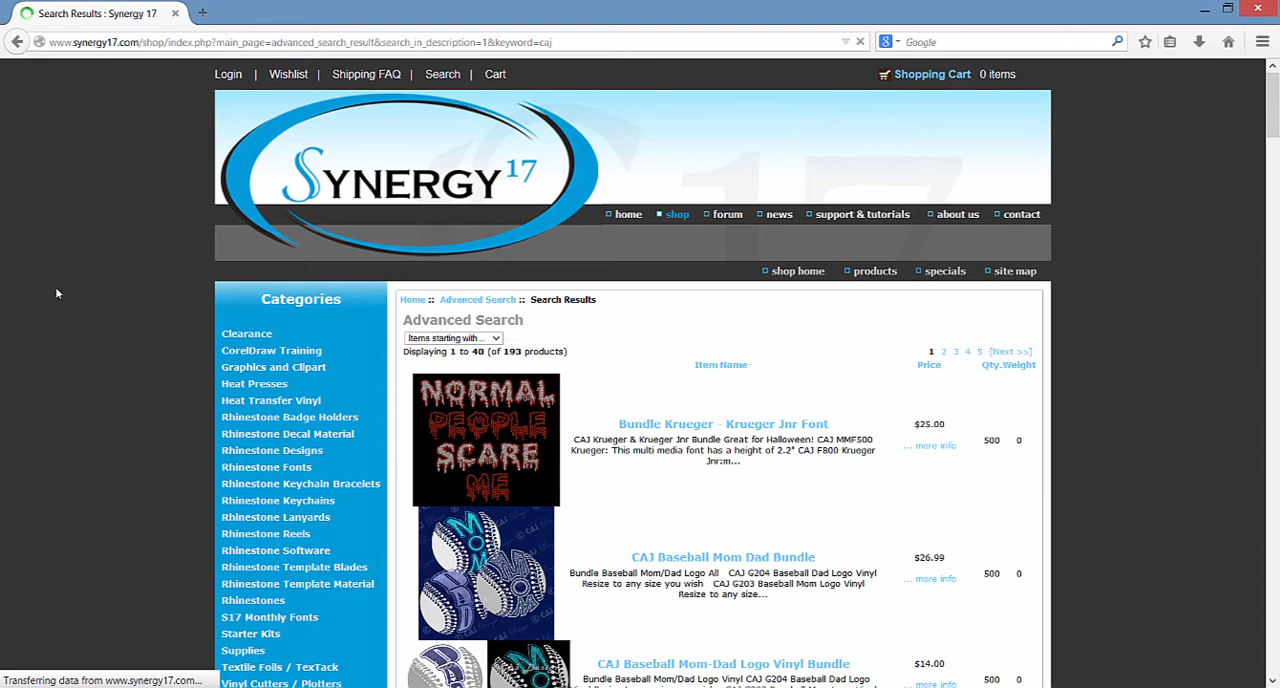 Search Results : Synergy 17
www.synergy17.com/shop/index.php?main_page=advanced_search_result&search_in_description=1&keyword=caj
Google
Login | Wishlist | Shipping FAQ | Search | Cart
Shopping Cart 0 items
SYNERGY 17
home shop forum news support & tutorials about us contact
shop home products specials site map
Categories
Clearance
CorelDraw Training
Graphics and Clipart
Heat Presses
Heat Transfer Vinyl
Rhinestone Badge Holders
Rhinestone Decal Material
Rhinestone Designs
Rhinestone Fonts
Rhinestone Keychain Bracelets
Rhinestone Keychains
Rhinestone Lanyards
Rhinestone Reels
Rhinestone Software
Rhinestone Template Blades
Rhinestone Template Material
Rhinestones
S17 Monthly Fonts
Starter Kits
Supplies
Textile Foils / TexTack
Vinyl Cutters / Plotters
Home :: Advanced Search :: Search Results
Advanced Search
Items starting with ...
Displaying 1 to 40 (of 193 products)
1 2 3 4 5 [Next >>]
Item Name- Price Qty. Weight
NORMAL
PEOPLE
SCARE
ME
Bundle Krueger - Krueger Jnr Font
CAJ Krueger & Krueger Jnr Bundle Great for Halloween! CAJ MMF500
Krueger: This multi media font has a height of 2.2" CAJ F800 Krueger
Jnr:m...
$25.00
... more info
500 0
MOM
DAD
MOM
CAJ Baseball Mom Dad Bundle
Bundle Baseball Mom/Dad Logo All CAJ G204 Baseball Dad Logo Vinyl
Resize to any size you wish CAJ G203 Baseball Mom Logo Vinyl
Resize to any size...
$26.99
... more info
500 0
CAJ Baseball Mom-Dad Logo Vinyl Bundle
$14.00
... more info
500 0
Transferring data from www.synergy17.com...